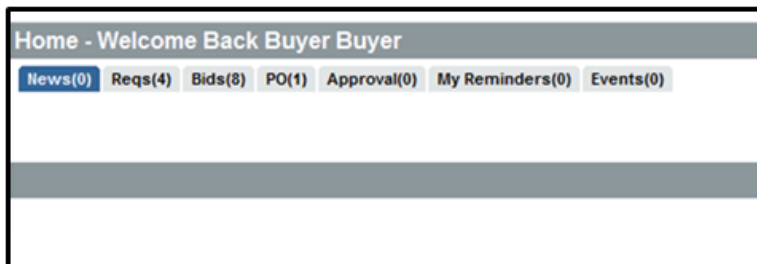 Home - Welcome Back Buyer Buyer
News(0) Reqs(4) Bids(8) PO(1) Approval(0) My Reminders(0) Events(0)